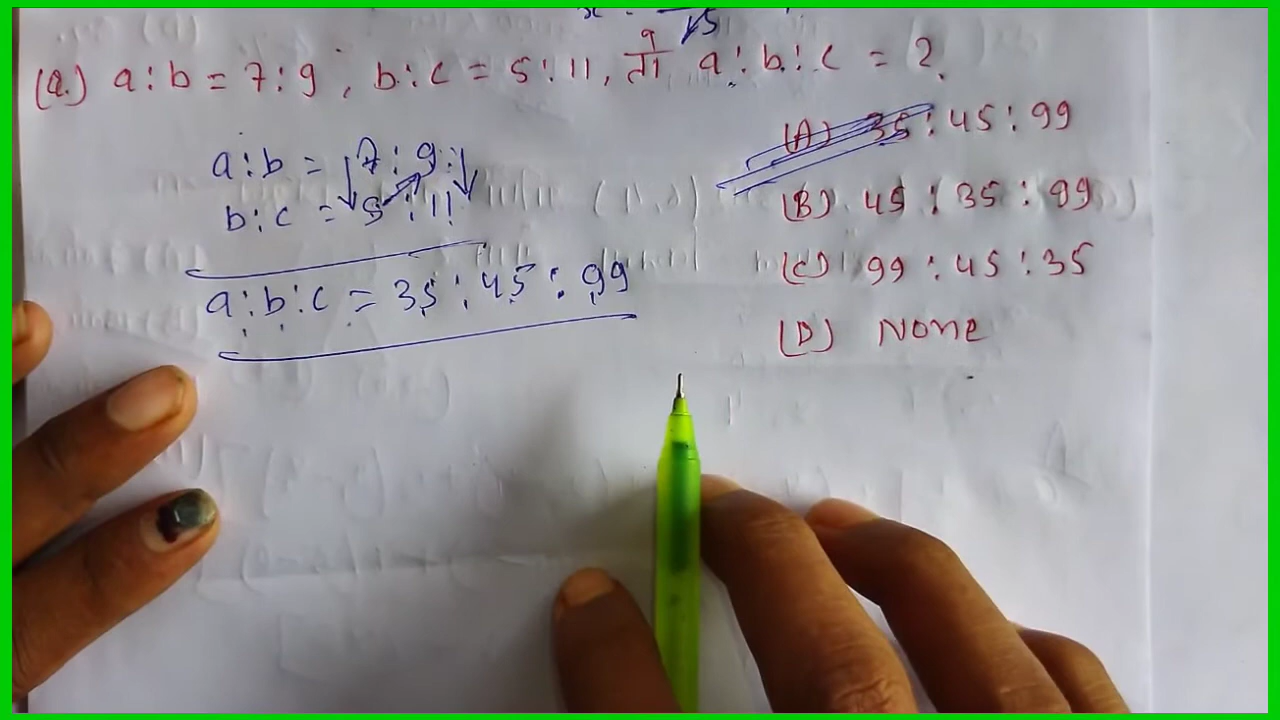 15
(Q.) a:b = 7:9, b:c = 5:11, तो a:b:c = ?
a:b = 7:9
b:c = 5:11
a:b:c = 35:45:99
(A) 35:45:99
(B) 45:35:99
(C) 99:45:35
(D) None